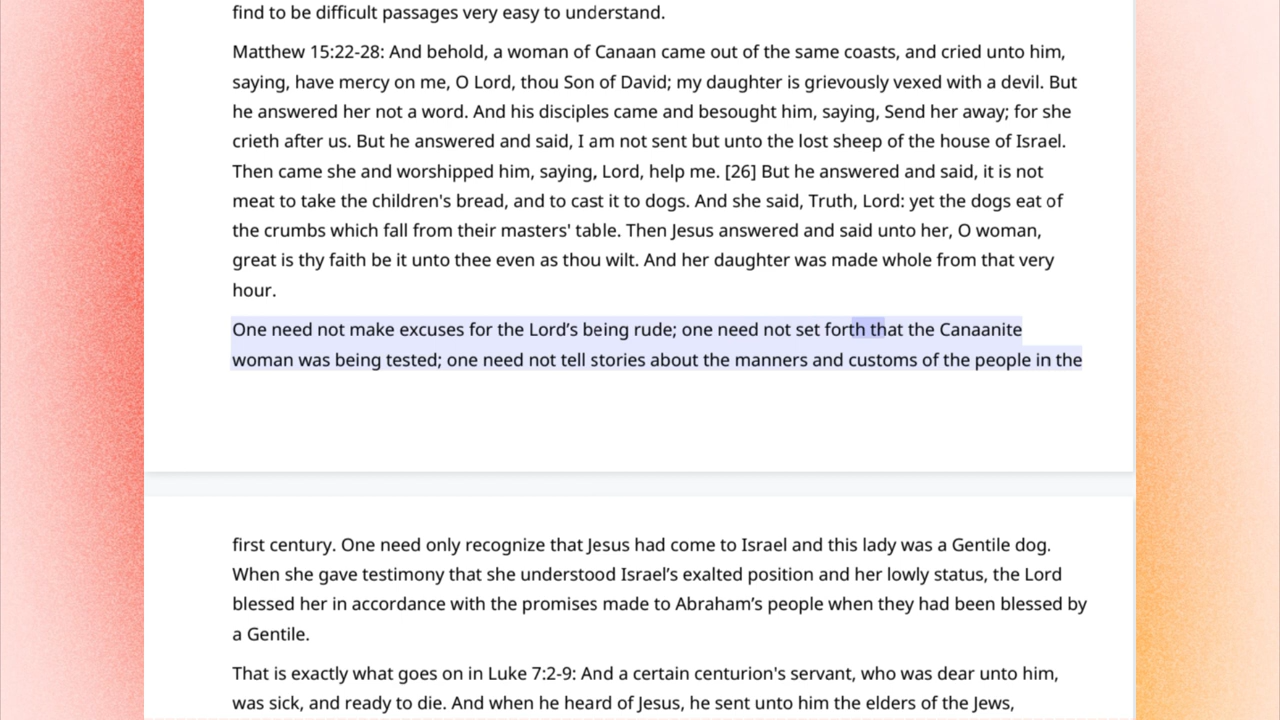 find to be difficult passages very easy to understand.
Matthew 15:22-28: And behold, a woman of Canaan came out of the same coasts, and cried unto him,
saying, have mercy on me, O Lord, thou Son of David; my daughter is grievously vexed with a devil. But
he answered her not a word. And his disciples came and besought him, saying, Send her away; for she
crieth after us. But he answered and said, I am not sent but unto the lost sheep of the house of Israel.
Then came she and worshipped him, saying, Lord, help me. [26] But he answered and said, it is not
meat to take the children's bread, and to cast it to dogs. And she said, Truth, Lord: yet the dogs eat of
the crumbs which fall from their masters' table. Then Jesus answered and said unto her, O woman,
great is thy faith be it unto thee even as thou wilt. And her daughter was made whole from that very
hour.
One need not make excuses for the Lord’s being rude; one need not set forth that the Canaanite
woman was being tested; one need not tell stories about the manners and customs of the people in the
first century. One need only recognize that Jesus had come to Israel and this lady was a Gentile dog.
When she gave testimony that she understood Israel’s exalted position and her lowly status, the Lord
blessed her in accordance with the promises made to Abraham’s people when they had been blessed by
a Gentile.
That is exactly what goes on in Luke 7:2-9: And a certain centurion's servant, who was dear unto him,
was sick, and ready to die. And when he heard of Jesus, he sent unto him the elders of the Jews,